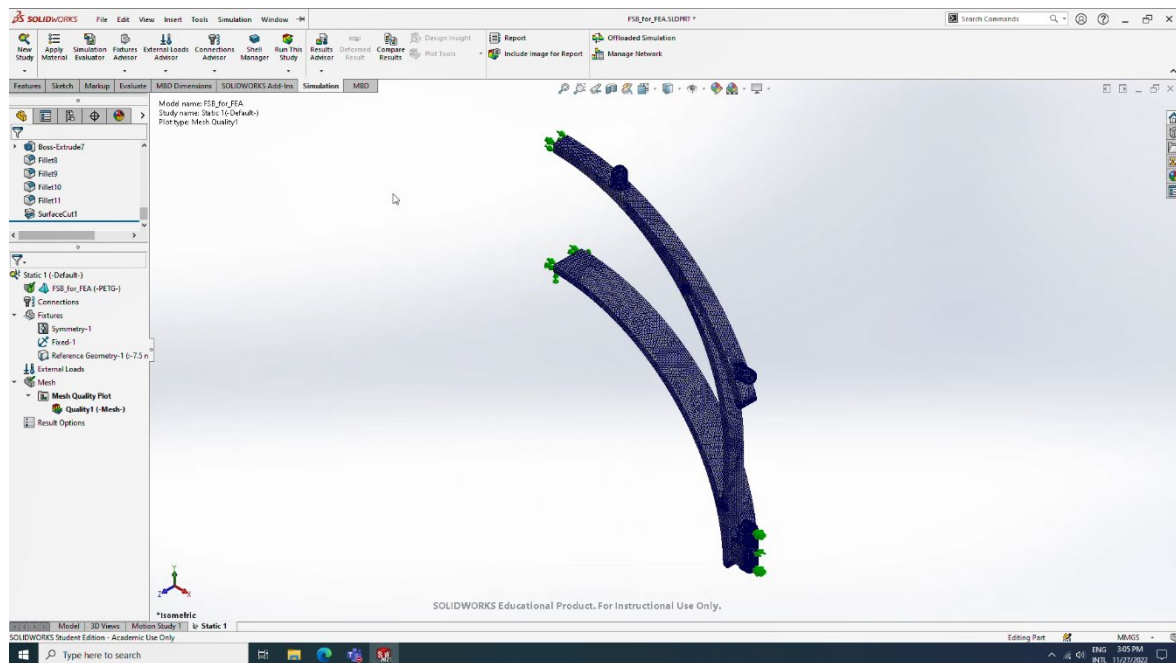 SOLIDWORKS File Edit View Insert Tools Simulation Window FSB_for_FEA.SLDPRT * Search Commands
New Study Apply Material Simulation Evaluator Fixtures Advisor External Loads Advisor Connections Advisor Shell Manager Run This Study Results Advisor Deformed Result Compare Results Design Insight Plot Tools Report Include Image for Report Offloaded Simulation Manage Network
Features Sketch Markup Evaluate MBD Dimensions SOLIDWORKS Add-Ins Simulation MBD
Model name: FSB_for_FEA
Study name: Static 1(-Default-)
Plot type: Mesh Quality1
Boss-Extrude7
Fillet8
Fillet9
Fillet10
Fillet11
SurfaceCut1
Static 1 (-Default-)
FSB_for_FEA (-PETG-)
Connections
Fixtures
Symmetry-1
Fixed-1
Reference Geometry-1 (:-7.5 n
External Loads
Mesh
Mesh Quality Plot
Quality1 (-Mesh-)
Result Options
Y
Z X
*Isometric
SOLIDWORKS Educational Product. For Instructional Use Only.
Model 3D Views Motion Study 1 Static 1
SOLIDWORKS Student Edition - Academic Use Only Editing Part MMGS
Type here to search ENG INTL 3:05 PM 11/27/2022